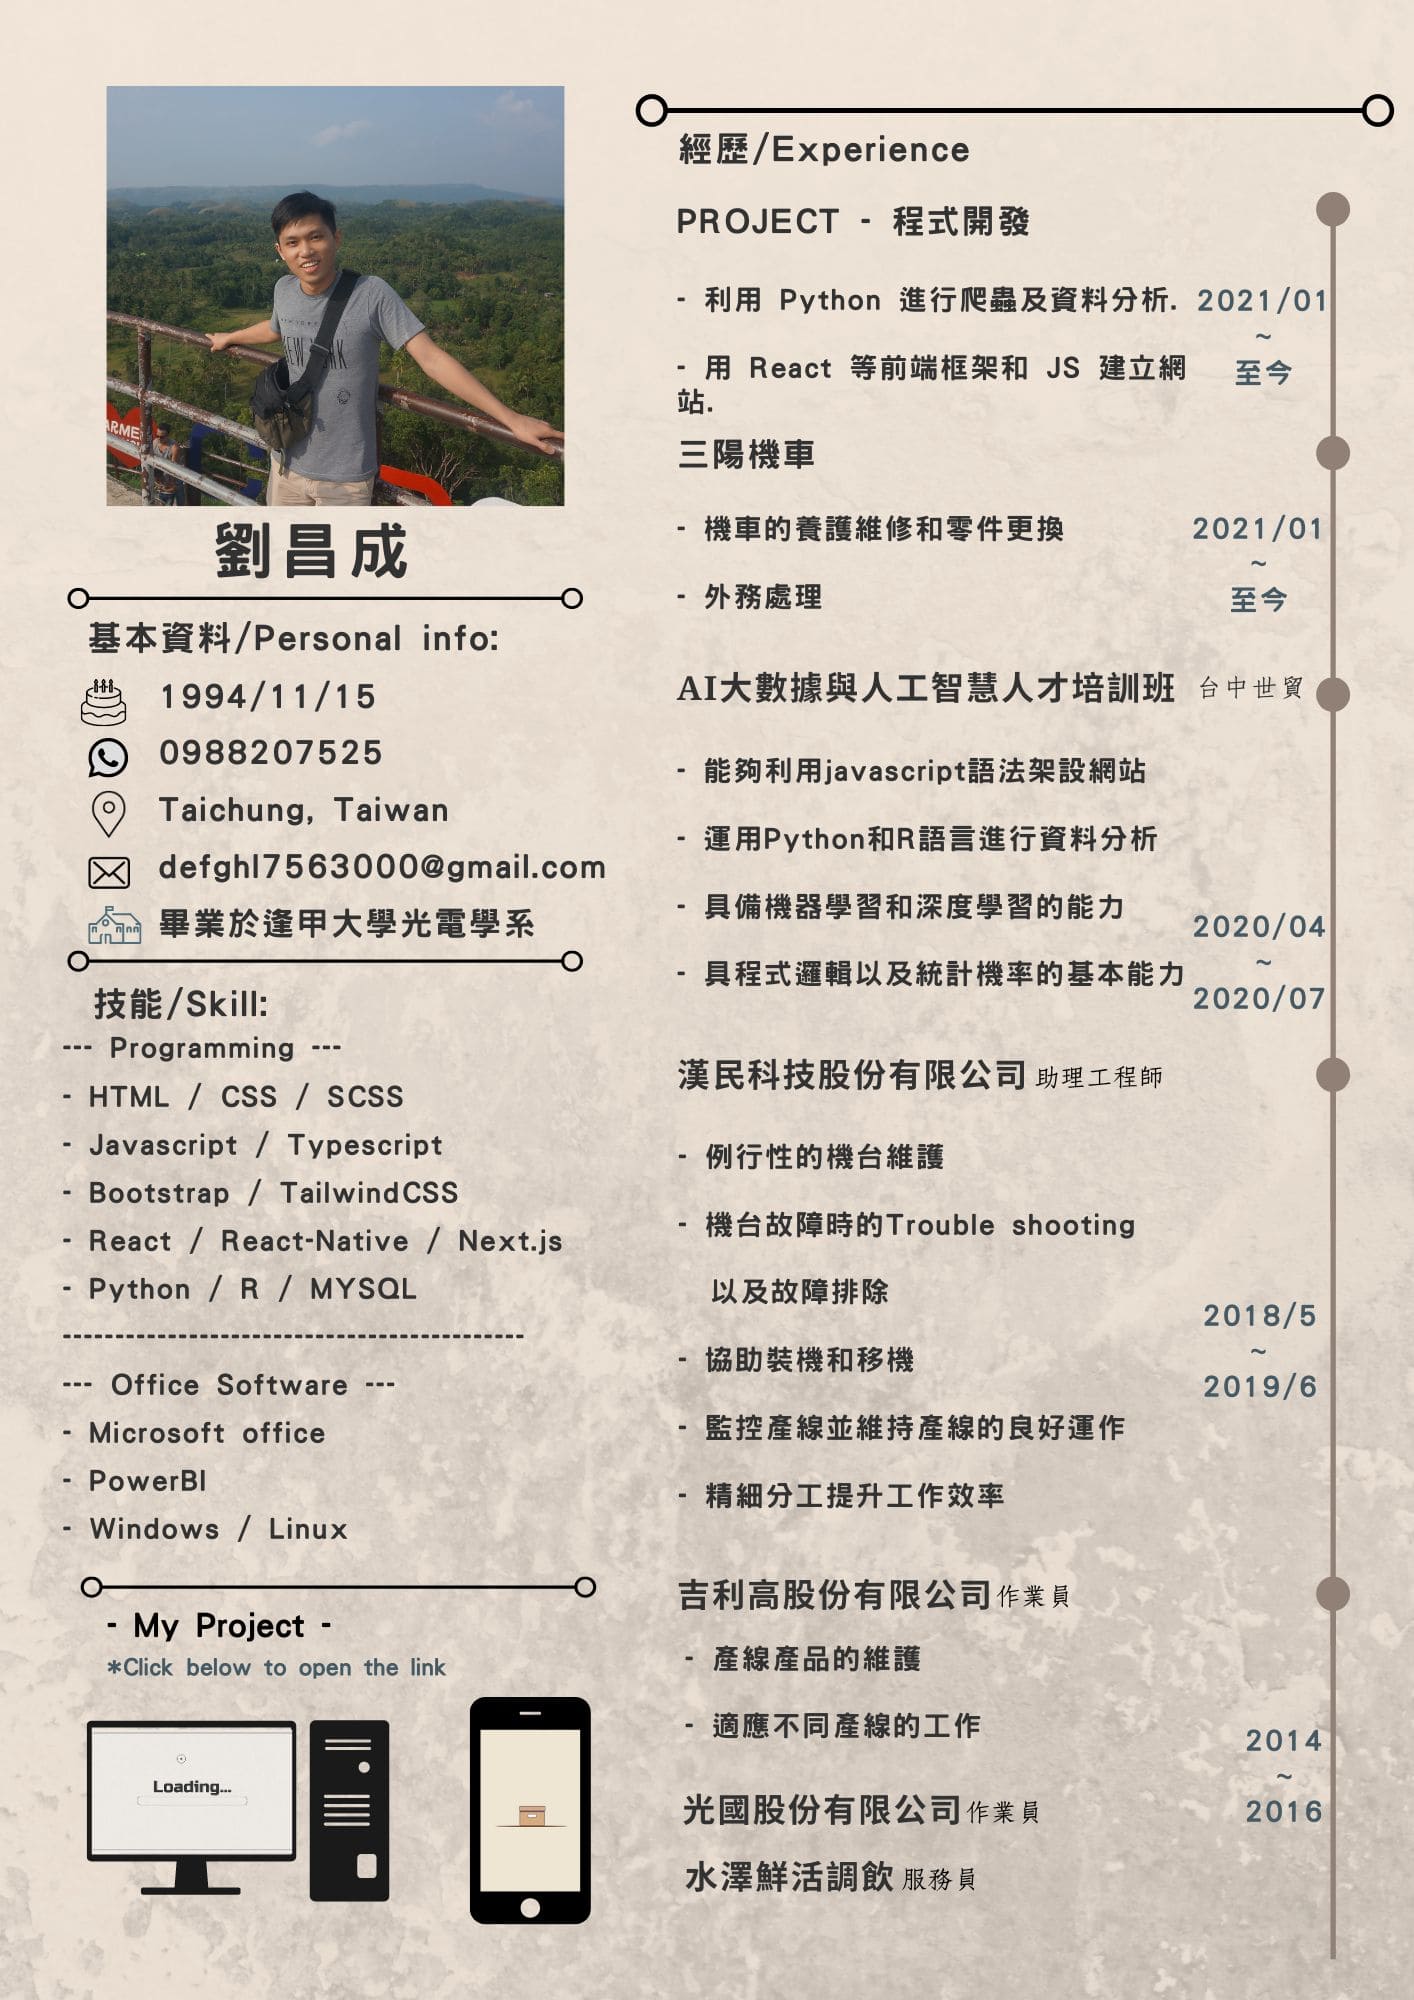 劉昌成
基本資料/Personal info:
1994/11/15
0988207525
Taichung, Taiwan
defghl7563000@gmail.com
畢業於逢甲大學光電學系
技能/Skill:
--- Programming ---
- HTML / CSS / SCSS
- Javascript / Typescript
- Bootstrap / TailwindCSS
- React / React-Native / Next.js
- Python / R / MYSQL
--------------------------------------------
--- Office Software ---
- Microsoft office
- PowerBI
- Windows / Linux
- My Project -
*Click below to open the link
Loading...
經歷/Experience
PROJECT - 程式開發
- 利用 Python 進行爬蟲及資料分析.
- 用 React 等前端框架和 JS 建立網
站.
2021/01
~
至今
三陽機車
- 機車的養護維修和零件更換
- 外務處理
2021/01
~
至今
AI大數據與人工智慧人才培訓班 台中世貿
- 能夠利用javascript語法架設網站
- 運用Python和R語言進行資料分析
- 具備機器學習和深度學習的能力
- 具程式邏輯以及統計機率的基本能力
2020/04
~
2020/07
漢民科技股份有限公司 助理工程師
- 例行性的機台維護
- 機台故障時的Trouble shooting
以及故障排除
- 協助裝機和移機
- 監控產線並維持產線的良好運作
- 精細分工提升工作效率
2018/5
~
2019/6
吉利高股份有限公司 作業員
- 產線產品的維護
- 適應不同產線的工作
光國股份有限公司 作業員
水澤鮮活調飲 服務員
2014
~
2016